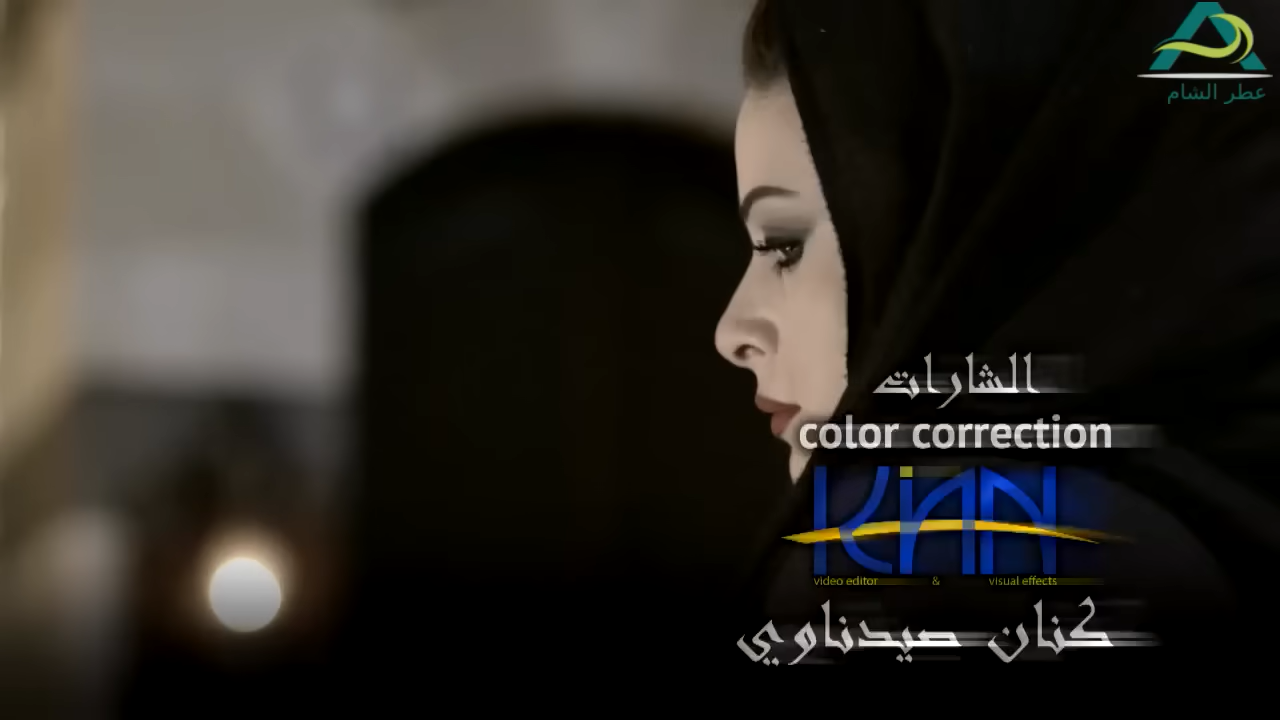 عطر الشام
الشارات
color correction
KiAN
video editor & visual effects
كنان صيدناوي